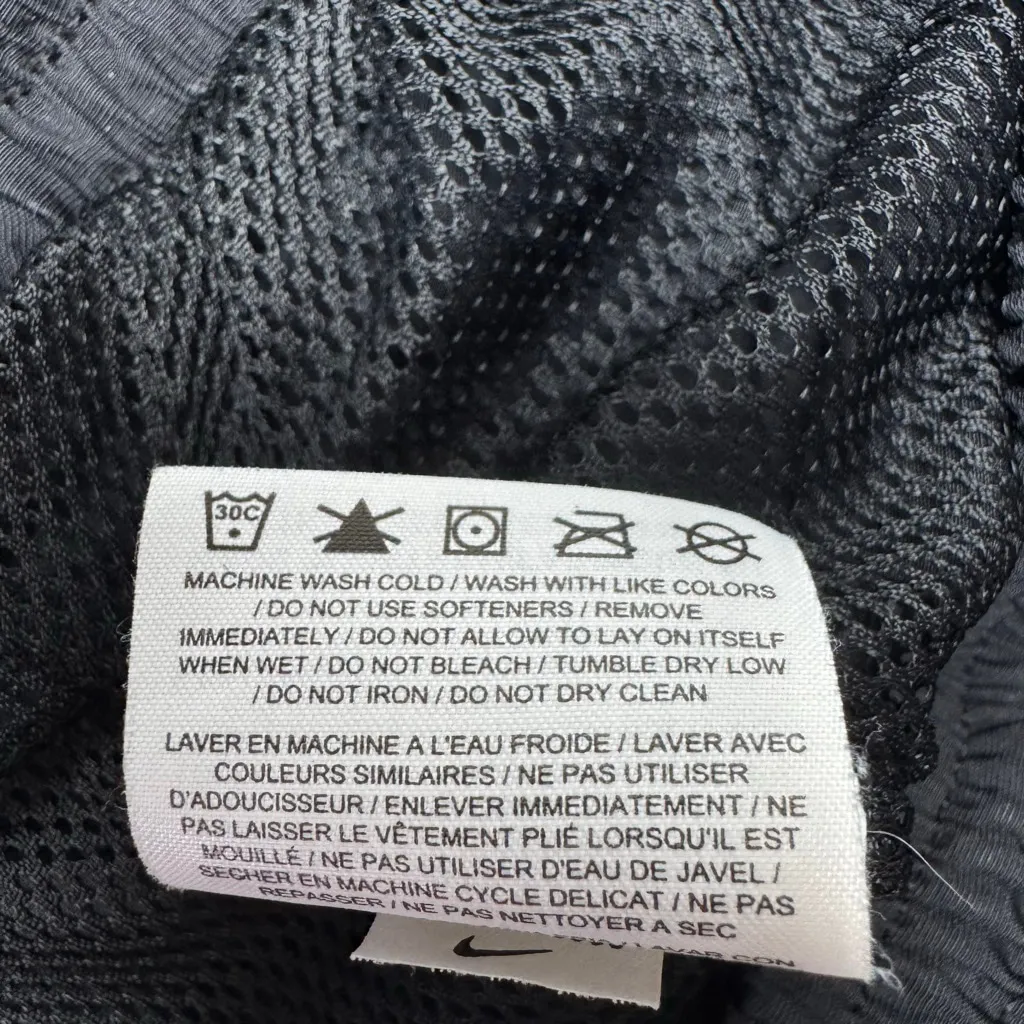 30C
MACHINE WASH COLD / WASH WITH LIKE COLORS
/ DO NOT USE SOFTENERS / REMOVE
IMMEDIATELY / DO NOT ALLOW TO LAY ON ITSELF
WHEN WET / DO NOT BLEACH / TUMBLE DRY LOW
/ DO NOT IRON / DO NOT DRY CLEAN
LAVER EN MACHINE A L'EAU FROIDE / LAVER AVEC
COULEURS SIMILAIRES / NE PAS UTILISER
D'ADOUCISSEUR / ENLEVER IMMEDIATEMENT / NE
PAS LAISSER LE VÊTEMENT PLIÉ LORSQU'IL EST
MOUILLÉ / NE PAS UTILISER D'EAU DE JAVEL /
SECHER EN MACHINE CYCLE DELICAT / NE PAS
REPASSER / NE PAS NETTOYER A SEC
LAVAR CON